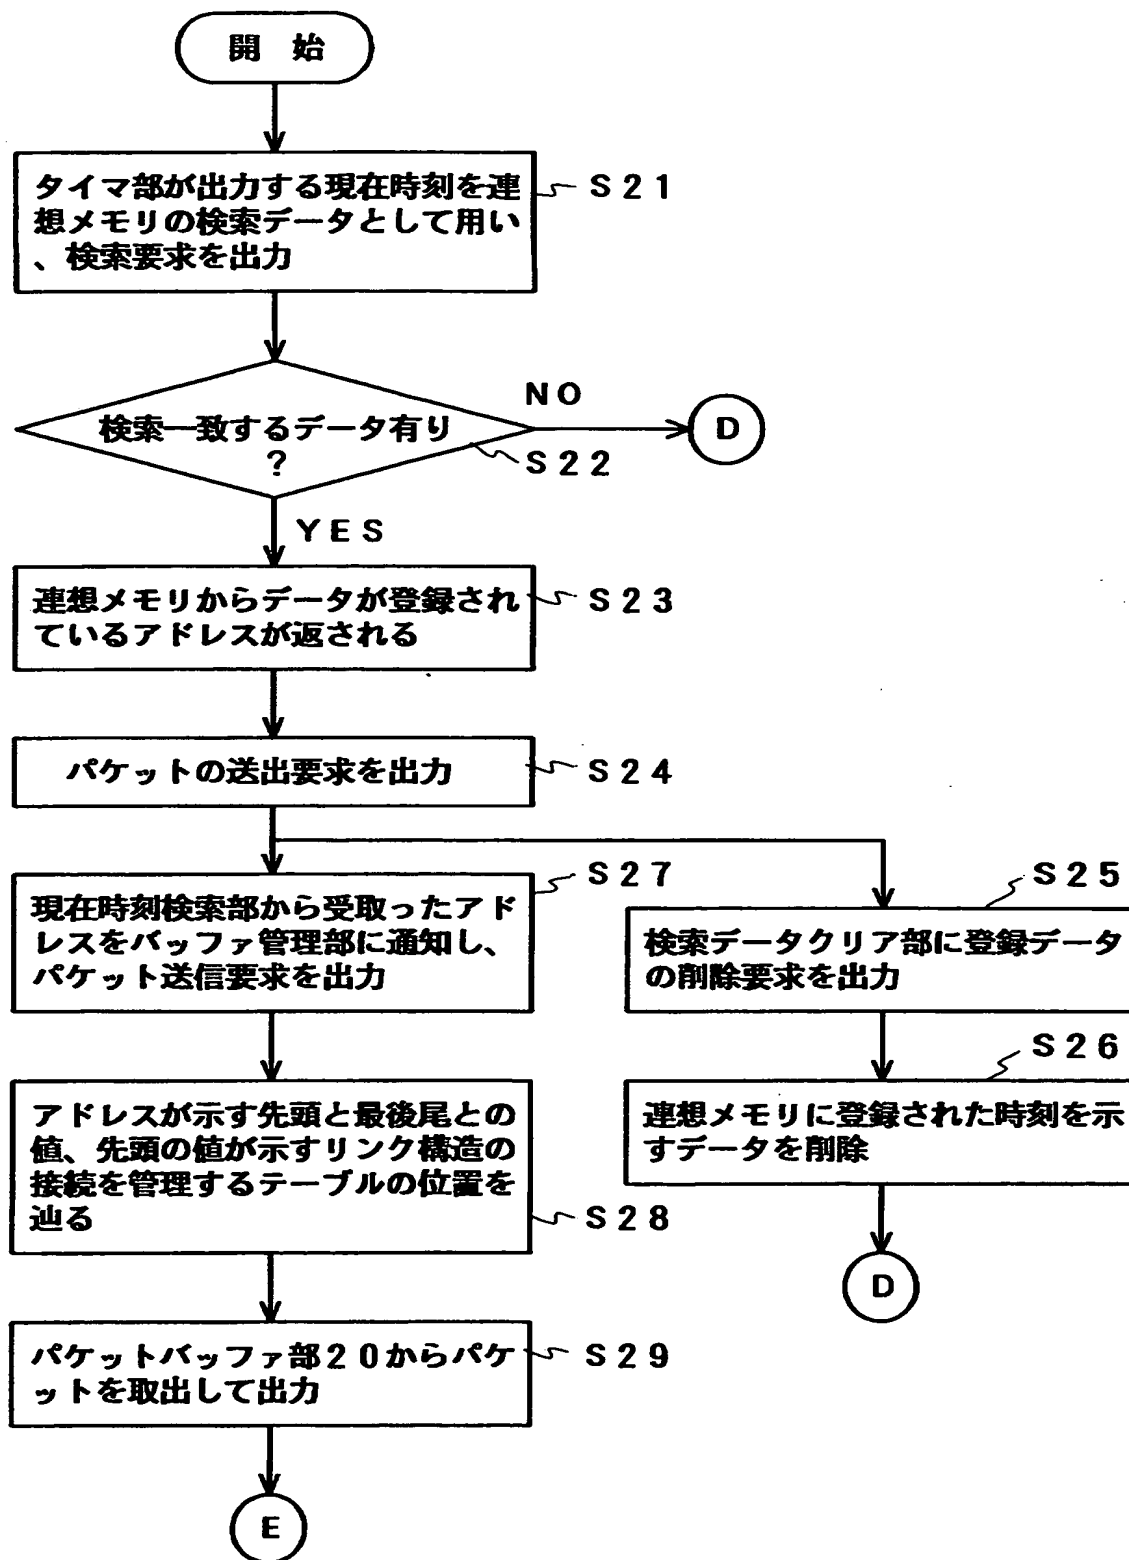 開 始
タイマ部が出力する現在時刻を連
想メモリの検索データとして用い
、検索要求を出力
S21
検索一致するデータ有り
?
S22
NO
D
YES
連想メモリからデータが登録され
ているアドレスが返される
S23
パケットの送出要求を出力
S24
S27
現在時刻検索部から受取ったアド
レスをバッファ管理部に通知し、
パケット送信要求を出力
S25
検索データクリア部に登録データ
の削除要求を出力
S26
連想メモリに登録された時刻を示
すデータを削除
D
アドレスが示す先頭と最後尾との
値、先頭の値が示すリンク構造の
接続を管理するテーブルの位置を
辿る
S28
パケットバッファ部20からパケ
ットを取出して出力
S29
E